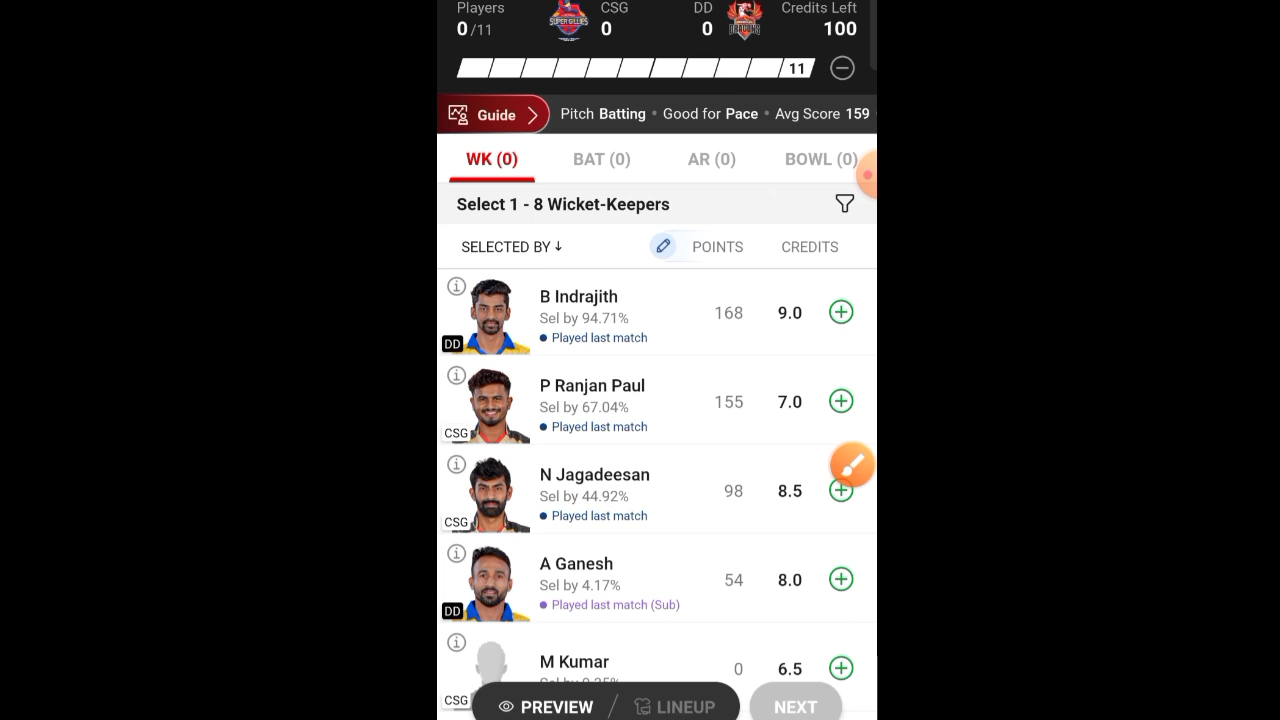 Players CSG DD Credits Left
0 /11 SUPER GILLIES 0 0 DRAGONS 100
11
Guide Pitch Batting • Good for Pace • Avg Score 159
WK (0) BAT (0) AR (0) BOWL (0)
Select 1 - 8 Wicket-Keepers
SELECTED BY ↓ POINTS CREDITS
B Indrajith
Sel by 94.71% 168 9.0
DD Played last match
P Ranjan Paul
Sel by 67.04% 155 7.0
CSG Played last match
N Jagadeesan
Sel by 44.92% 98 8.5
CSG Played last match
A Ganesh
Sel by 4.17% 54 8.0
DD Played last match (Sub)
M Kumar 0 6.5
CSG PREVIEW / LINEUP NEXT